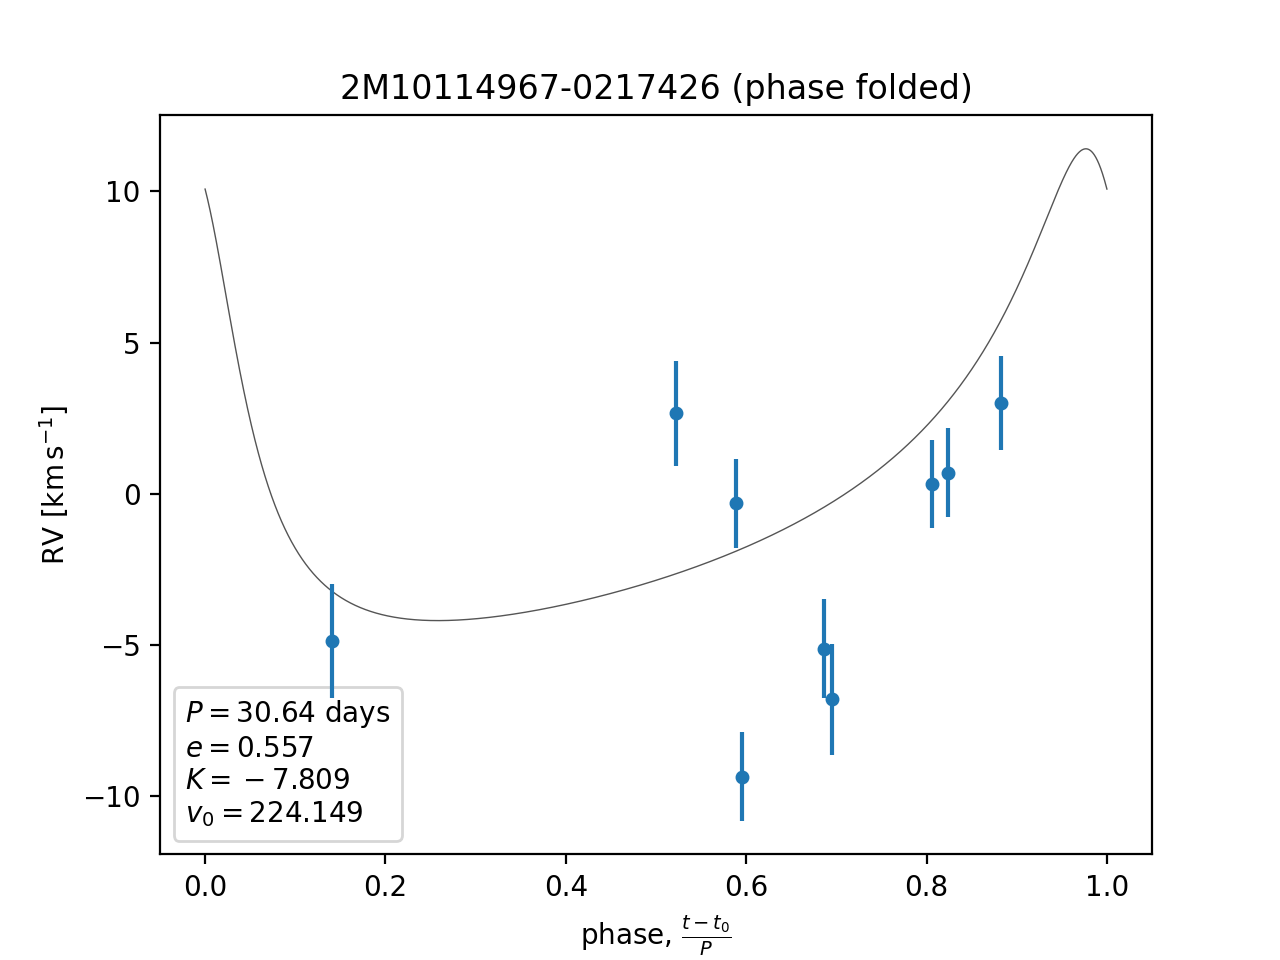 2M10114967-0217426 (phase folded)
RV [km s⁻¹]
10
5
0
−5
−10
P = 30.64 days
e = 0.557
K = −7.809
v₀ = 224.149
0.0 0.2 0.4 0.6 0.8 1.0
phase, (t − t₀)/P